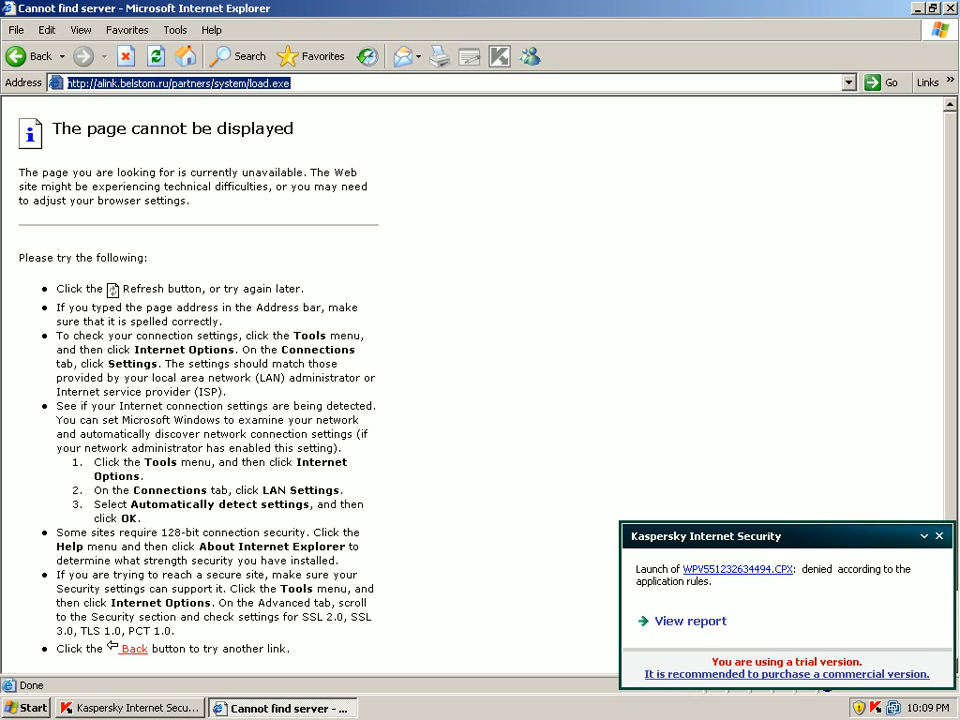 Cannot find server - Microsoft Internet Explorer
File Edit View Favorites Tools Help
Back Search Favorites
Address http://alink.belstom.ru/partners/system/load.exe Go Links »
The page cannot be displayed
The page you are looking for is currently unavailable. The Web
site might be experiencing technical difficulties, or you may need
to adjust your browser settings.
Please try the following:
Click the Refresh button, or try again later.
If you typed the page address in the Address bar, make
sure that it is spelled correctly.
To check your connection settings, click the Tools menu,
and then click Internet Options. On the Connections
tab, click Settings. The settings should match those
provided by your local area network (LAN) administrator or
Internet service provider (ISP).
See if your Internet connection settings are being detected.
You can set Microsoft Windows to examine your network
and automatically discover network connection settings (if
your network administrator has enabled this setting).
1. Click the Tools menu, and then click Internet
Options.
2. On the Connections tab, click LAN Settings.
3. Select Automatically detect settings, and then
click OK.
Some sites require 128-bit connection security. Click the
Help menu and then click About Internet Explorer to
determine what strength security you have installed.
If you are trying to reach a secure site, make sure your
Security settings can support it. Click the Tools menu, and
then click Internet Options. On the Advanced tab, scroll
to the Security section and check settings for SSL 2.0, SSL
3.0, TLS 1.0, PCT 1.0.
Click the Back button to try another link.
Kaspersky Internet Security
Launch of WPV551232634494.CPX: denied according to the
application rules.
View report
You are using a trial version.
It is recommended to purchase a commercial version.
Done
Start Kaspersky Internet Secu... Cannot find server - ... 10:09 PM